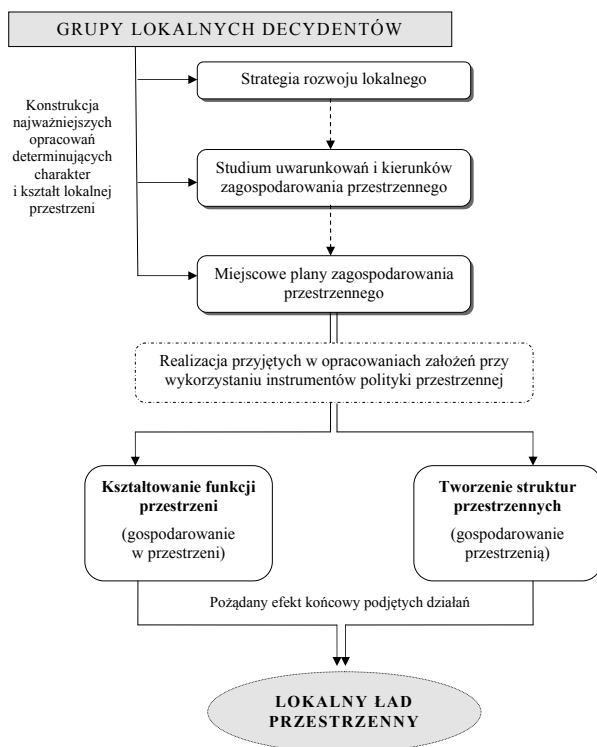 GRUPY LOKALNYCH DECYDENTÓW
Strategia rozwoju lokalnego
Konstrukcja
najważniejszych
opracowań
determinujących
charakter
i kształt lokalnej
przestrzeni
Studium uwarunkowań i kierunków
zagospodarowania przestrzennego
Miejscowe plany zagospodarowania
przestrzennego
Realizacja przyjętych w opracowaniach założeń przy
wykorzystaniu instrumentów polityki przestrzennej
Kształtowanie funkcji
przestrzeni
(gospodarowanie
w przestrzeni)
Tworzenie struktur
przestrzennych
(gospodarowanie
przestrzenią)
Pożądany efekt końcowy podjętych działań
LOKALNY ŁAD
PRZESTRZENNY